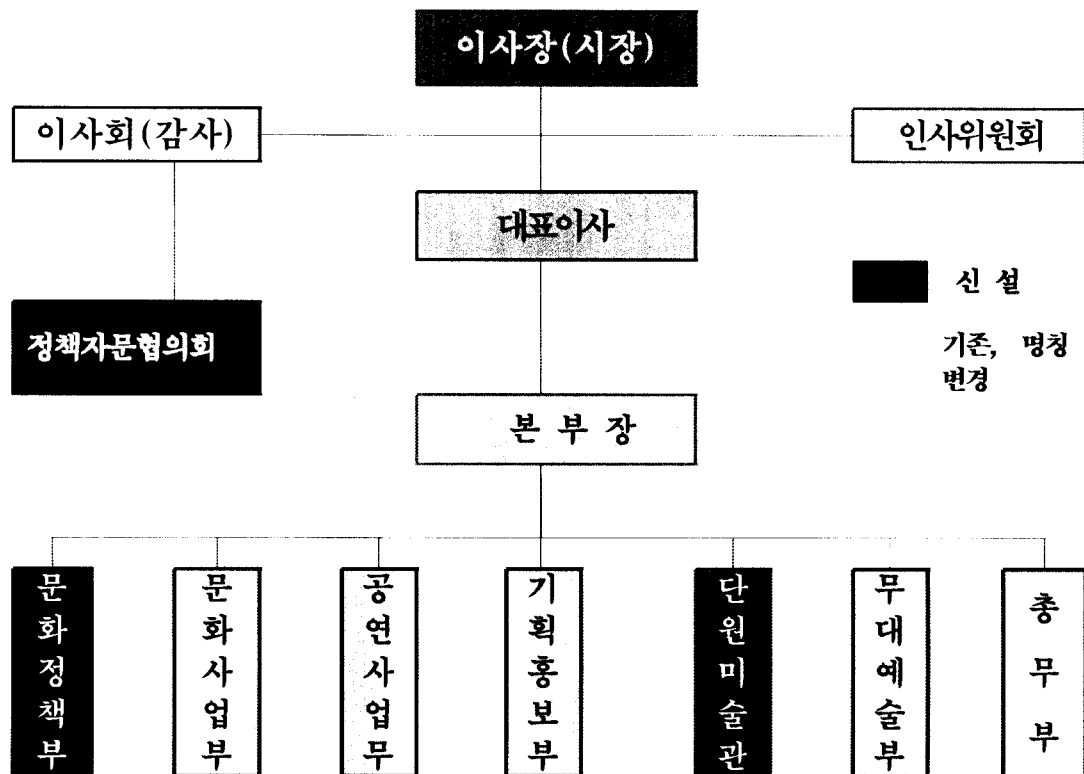 이사장(시장)
이사회(감사)
인사위원회
대표이사
신 설
정책자문협의회
기존, 명칭
변경
본 부 장
문화정책부
문화사업부
공연사업무
기획홍보부
단원미술관
무대예술부
총무부